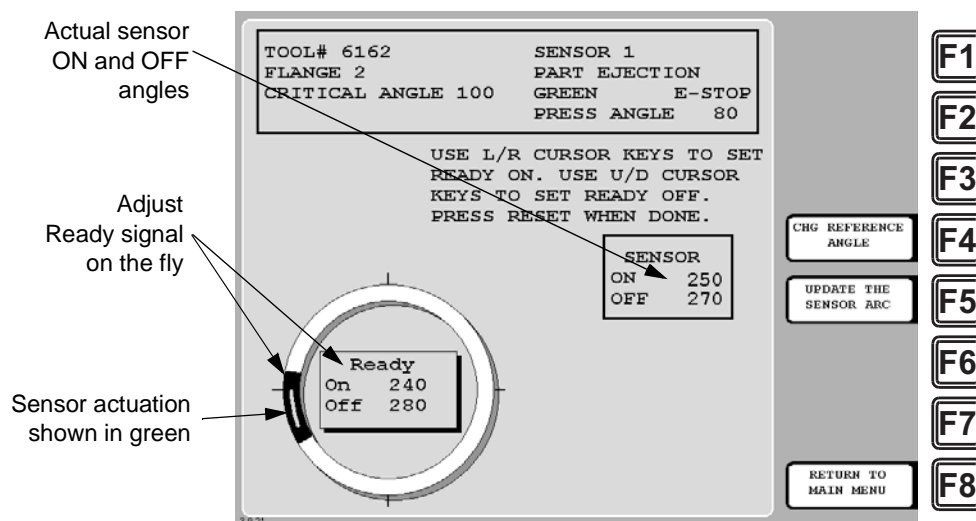 Actual sensor
ON and OFF
angles
TOOL# 6162
FLANGE 2
CRITICAL ANGLE 100
SENSOR 1
PART EJECTION
GREEN E-STOP
PRESS ANGLE 80
USE L/R CURSOR KEYS TO SET
READY ON. USE U/D CURSOR
KEYS TO SET READY OFF.
PRESS RESET WHEN DONE.
Adjust
Ready signal
on the fly
SENSOR
ON 250
OFF 270
Ready
On 240
Off 280
Sensor actuation
shown in green
CHG REFERENCE
ANGLE
UPDATE THE
SENSOR ARC
RETURN TO
MAIN MENU
F1
F2
F3
F4
F5
F6
F7
F8